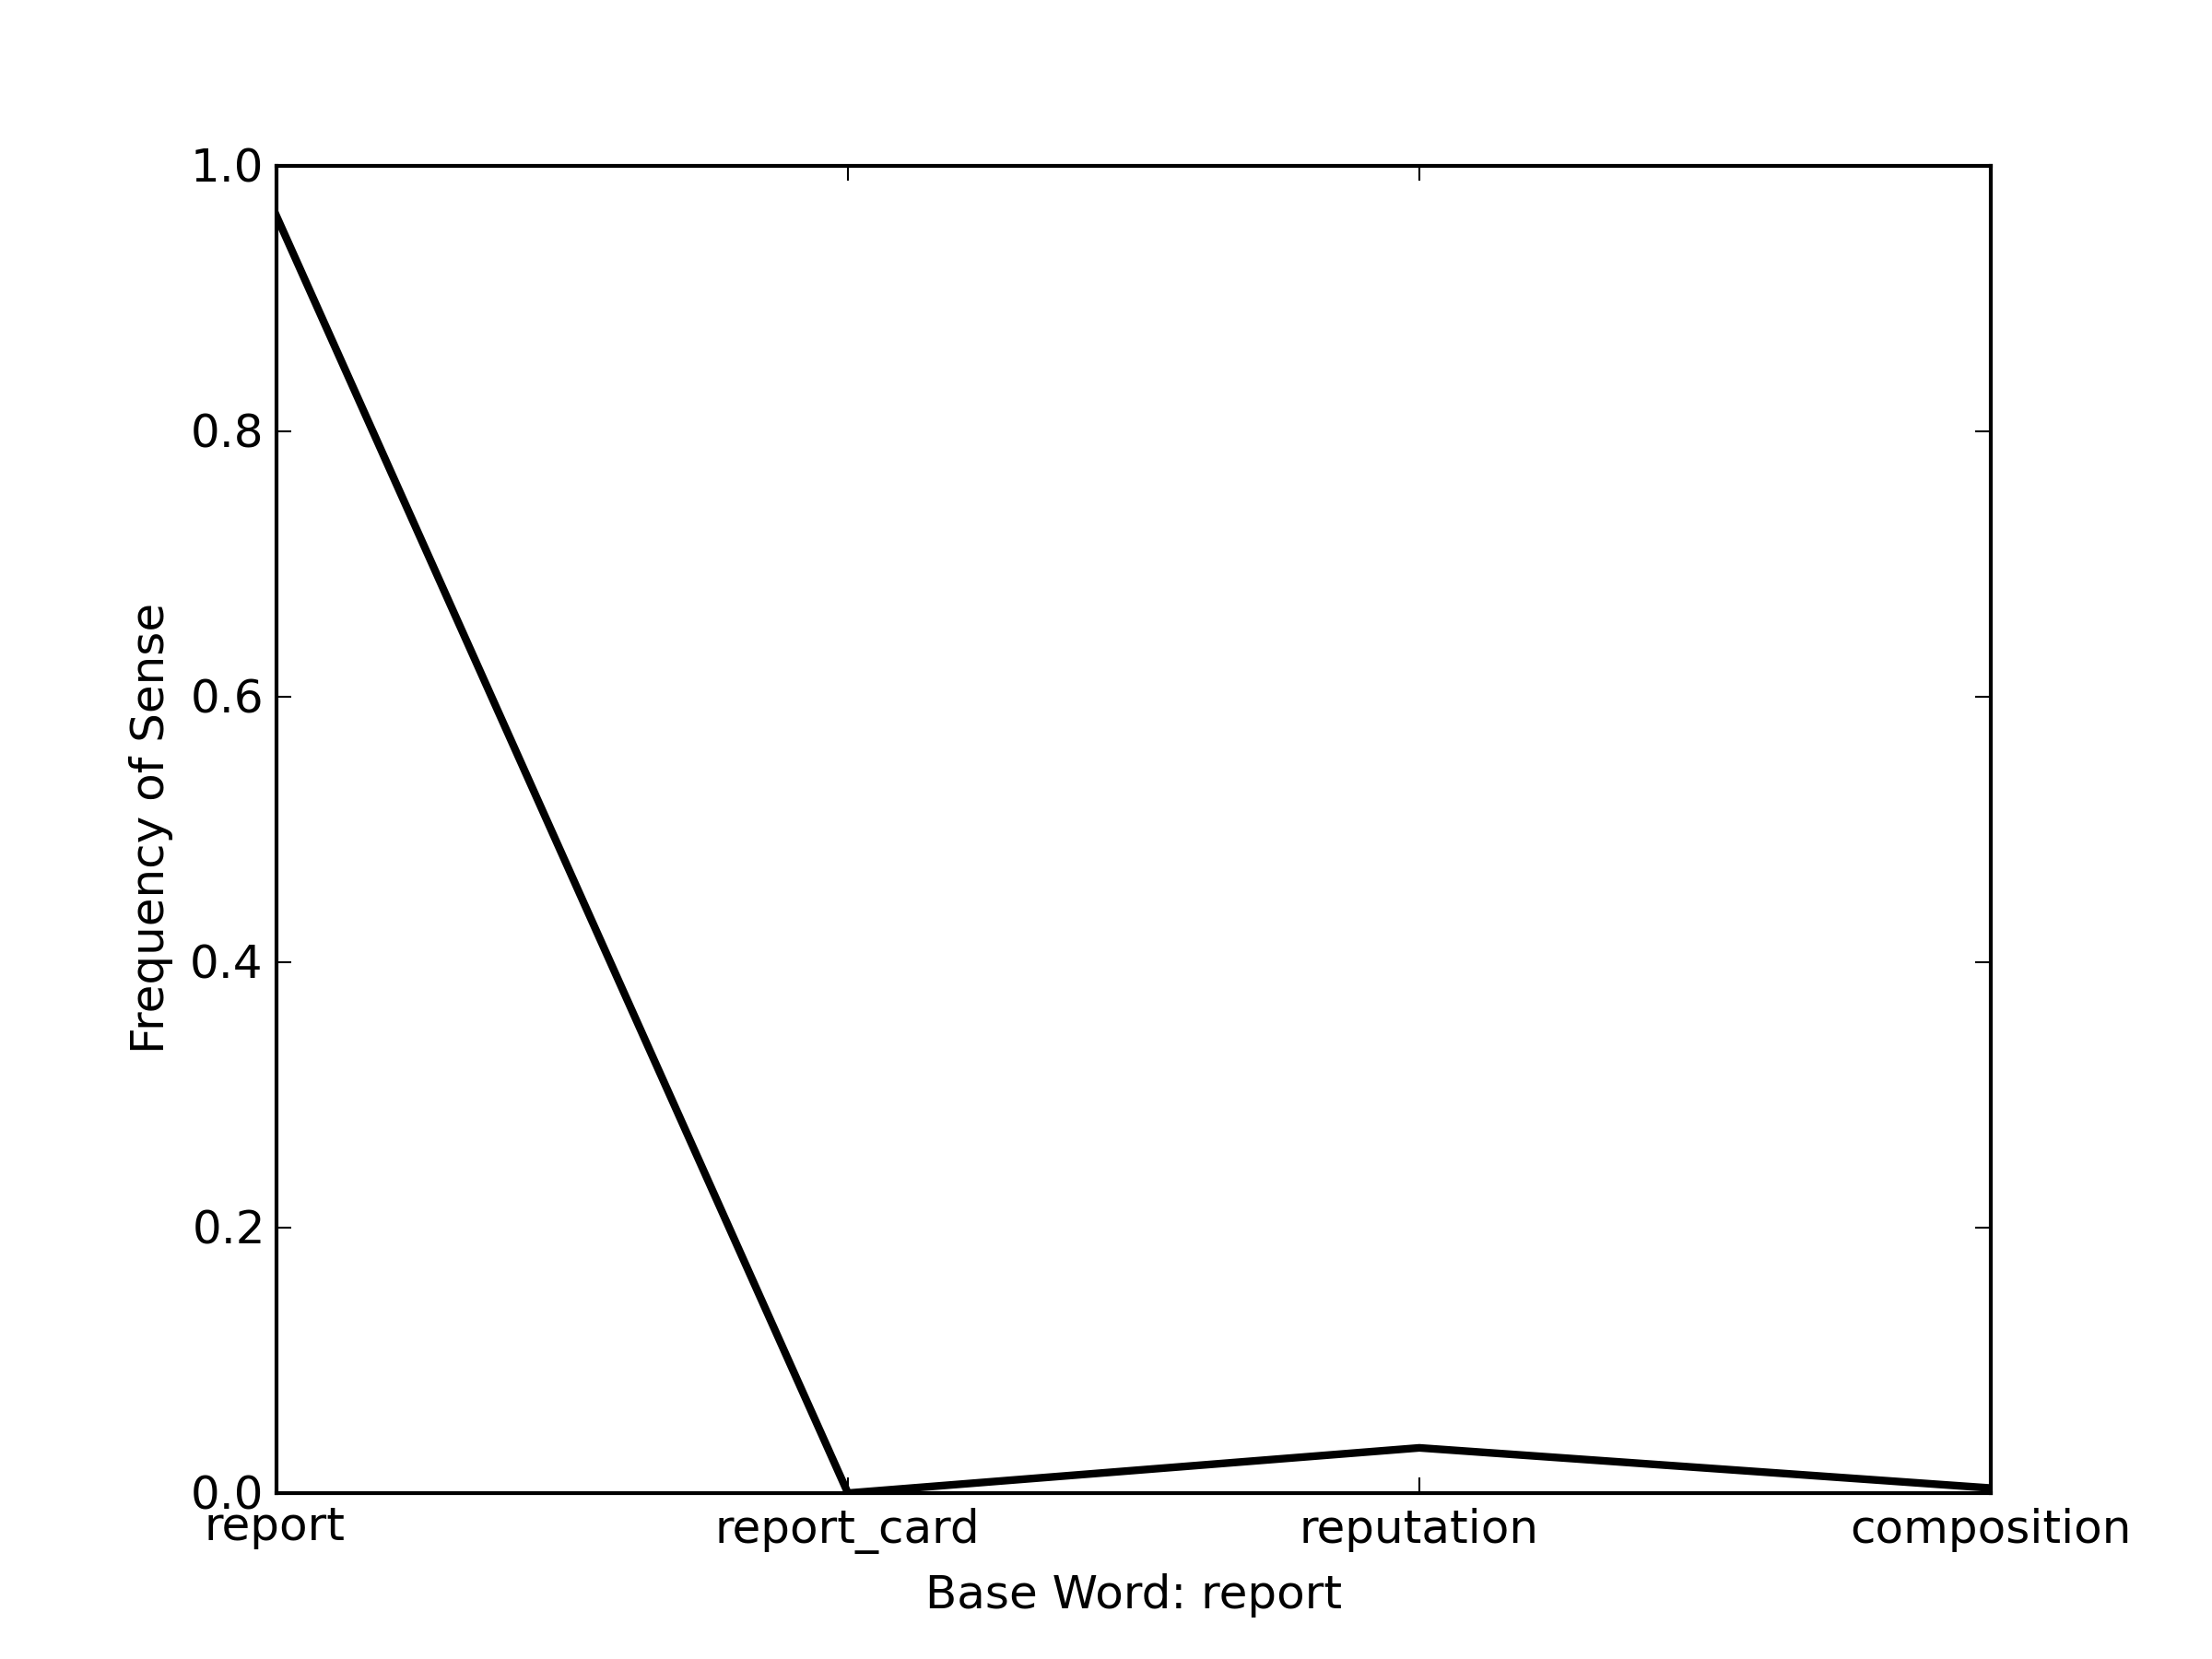 1.0
0.8
0.6
0.4
0.2
0.0
Frequency of Sense
report
report_card
reputation
composition
Base Word: report